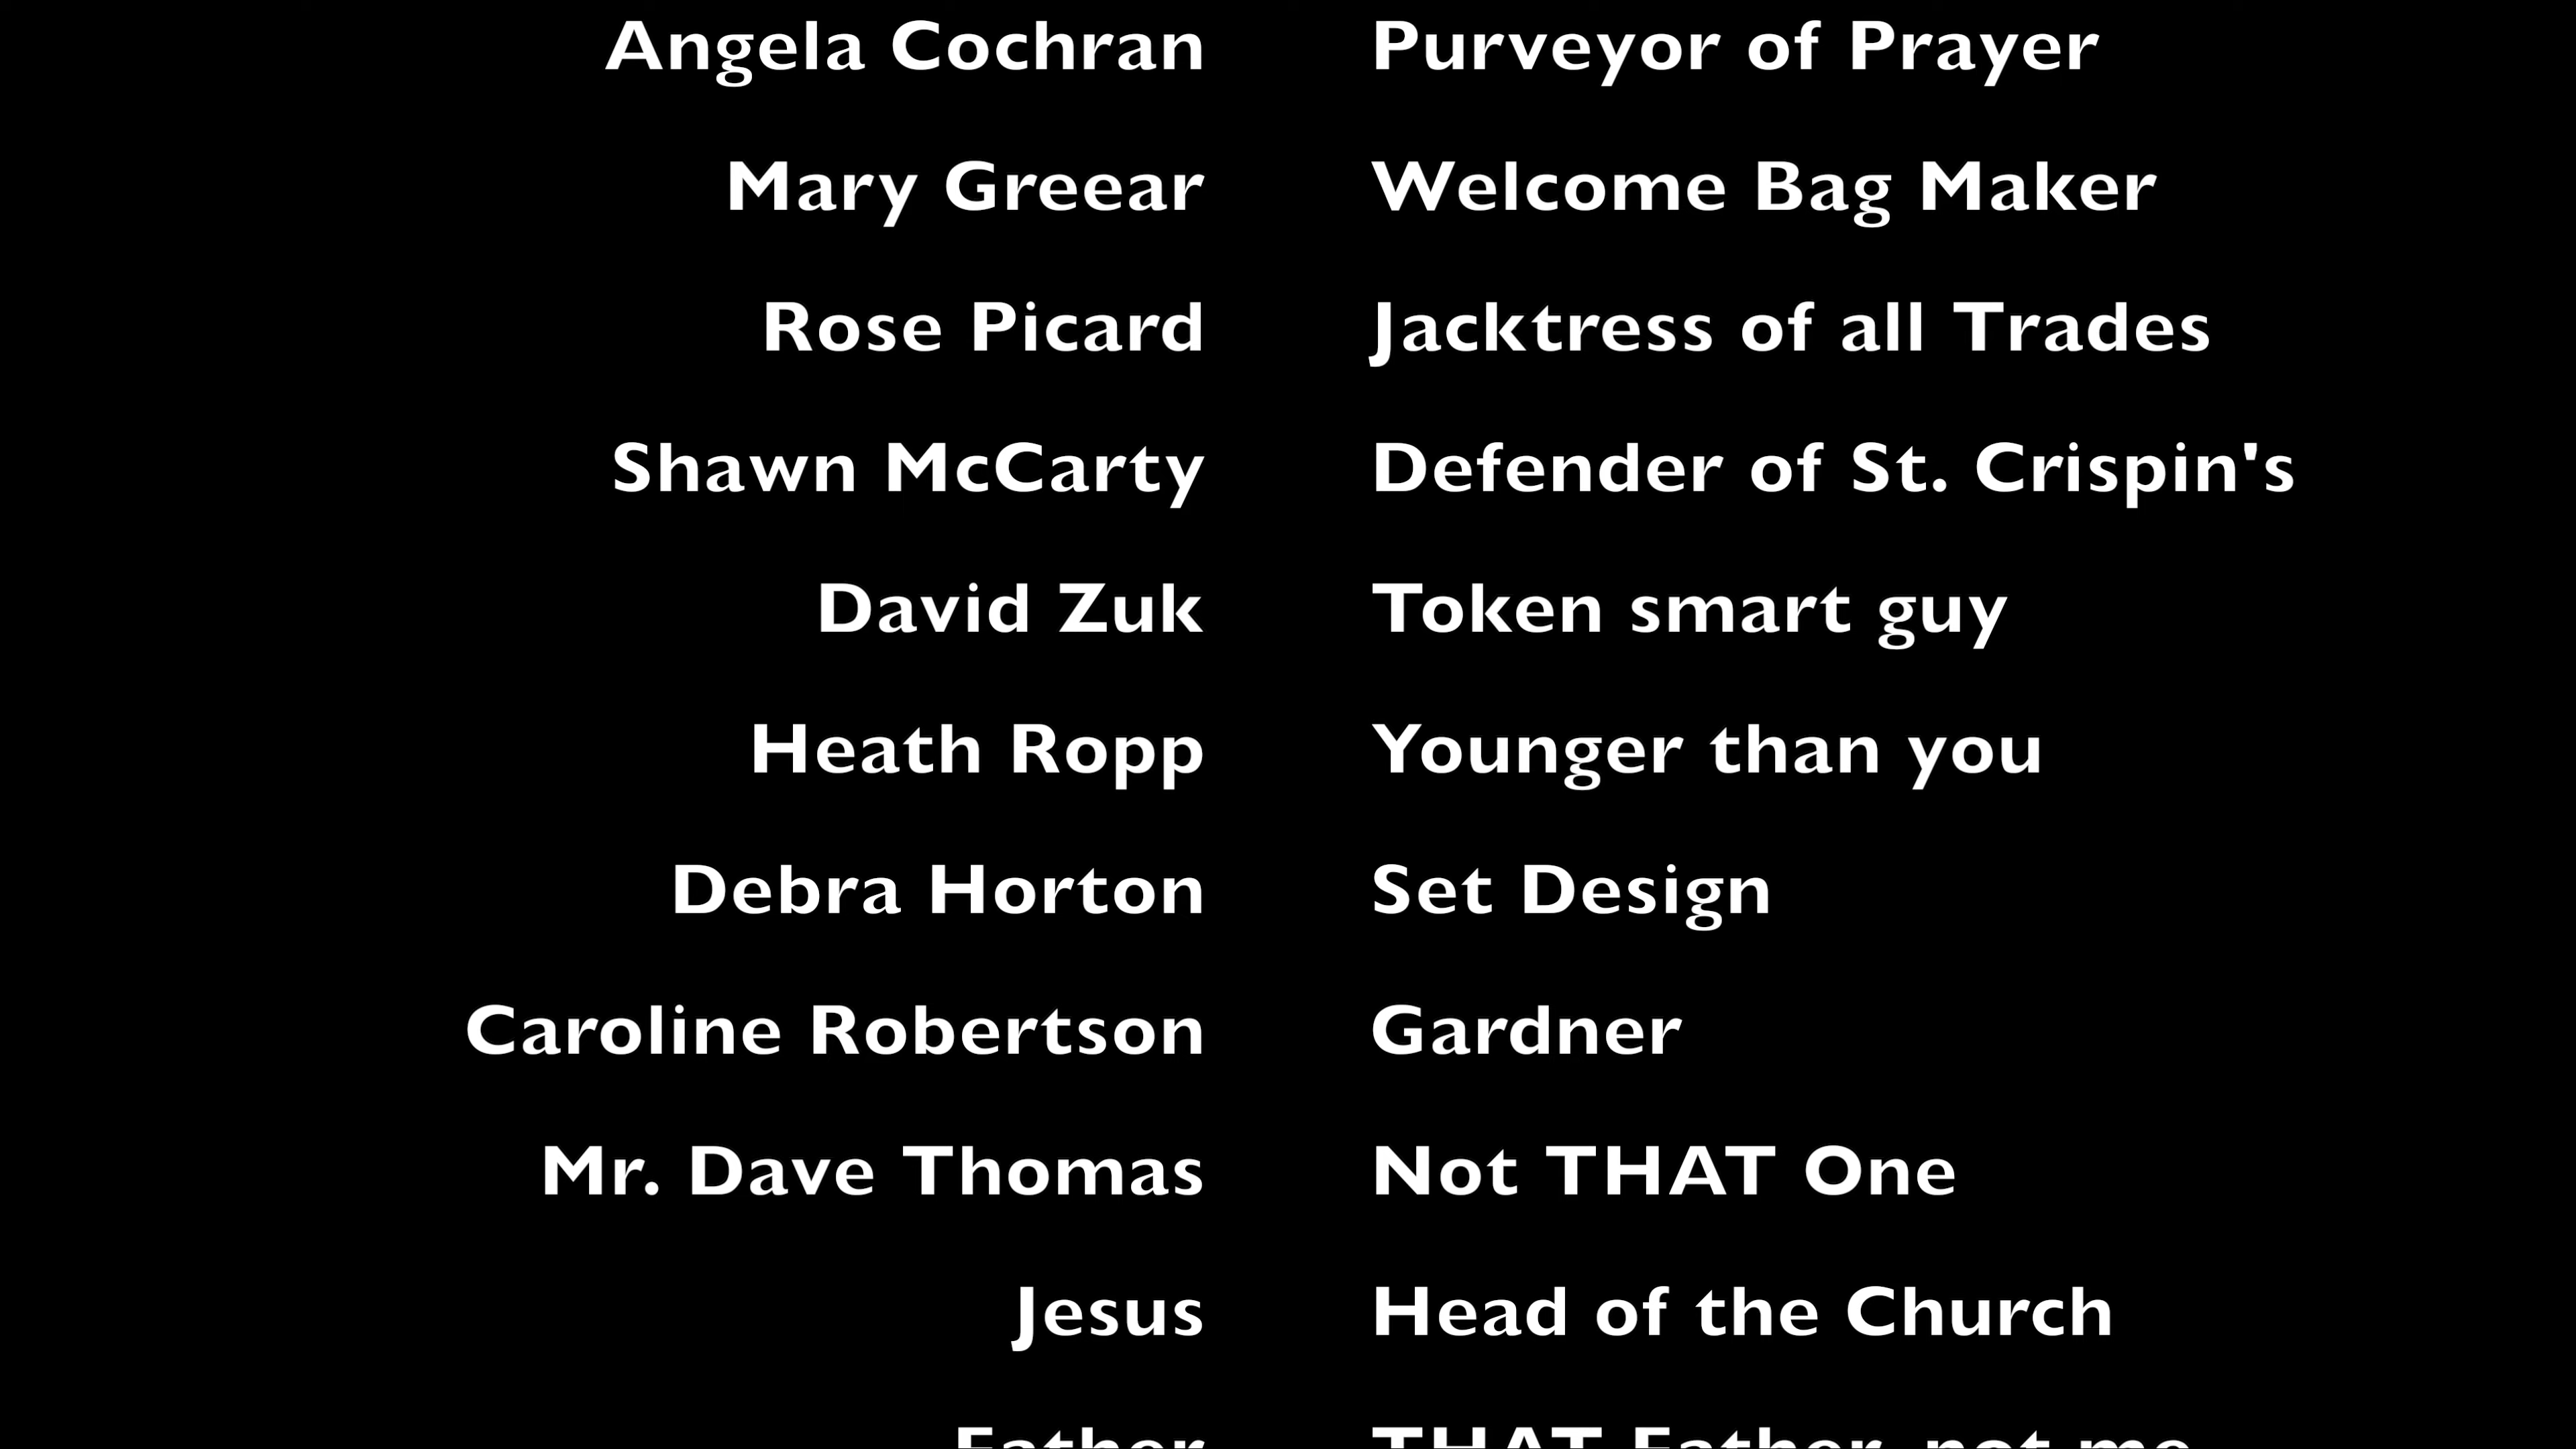 Angela Cochran Purveyor of Prayer
Mary Greear Welcome Bag Maker
Rose Picard Jacktress of all Trades
Shawn McCarty Defender of St. Crispin's
David Zuk Token smart guy
Heath Ropp Younger than you
Debra Horton Set Design
Caroline Robertson Gardner
Mr. Dave Thomas Not THAT One
Jesus Head of the Church
Father THAT Father, not me